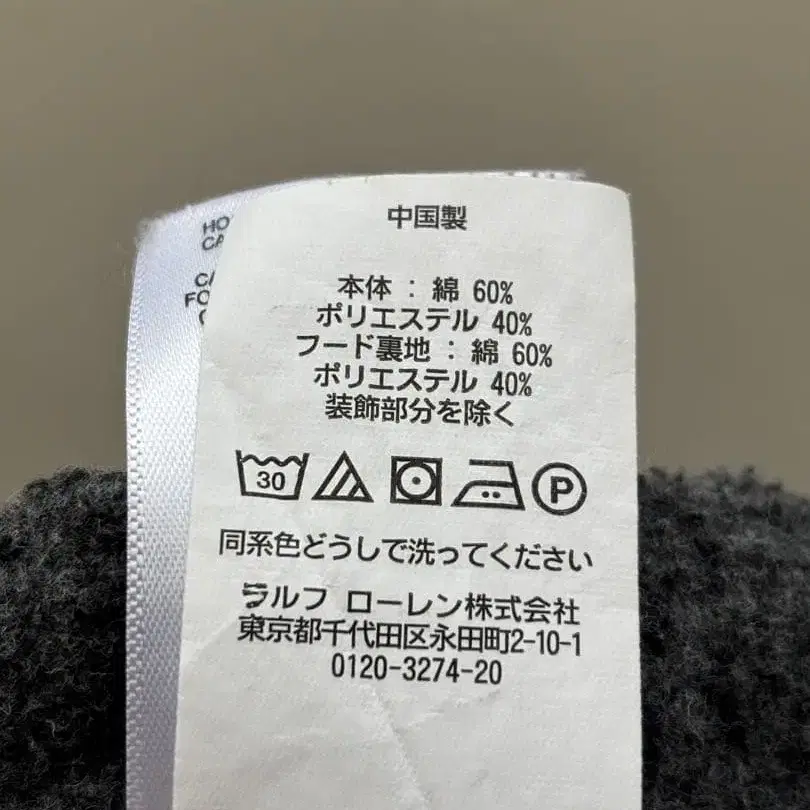 中国製
本体 : 綿 60%
ポリエステル 40%
フード裏地 : 綿 60%
ポリエステル 40%
装飾部分を除く
30 P
同系色どうしで洗ってください
ラルフ ローレン株式会社
東京都千代田区永田町2-10-1
0120-3274-20